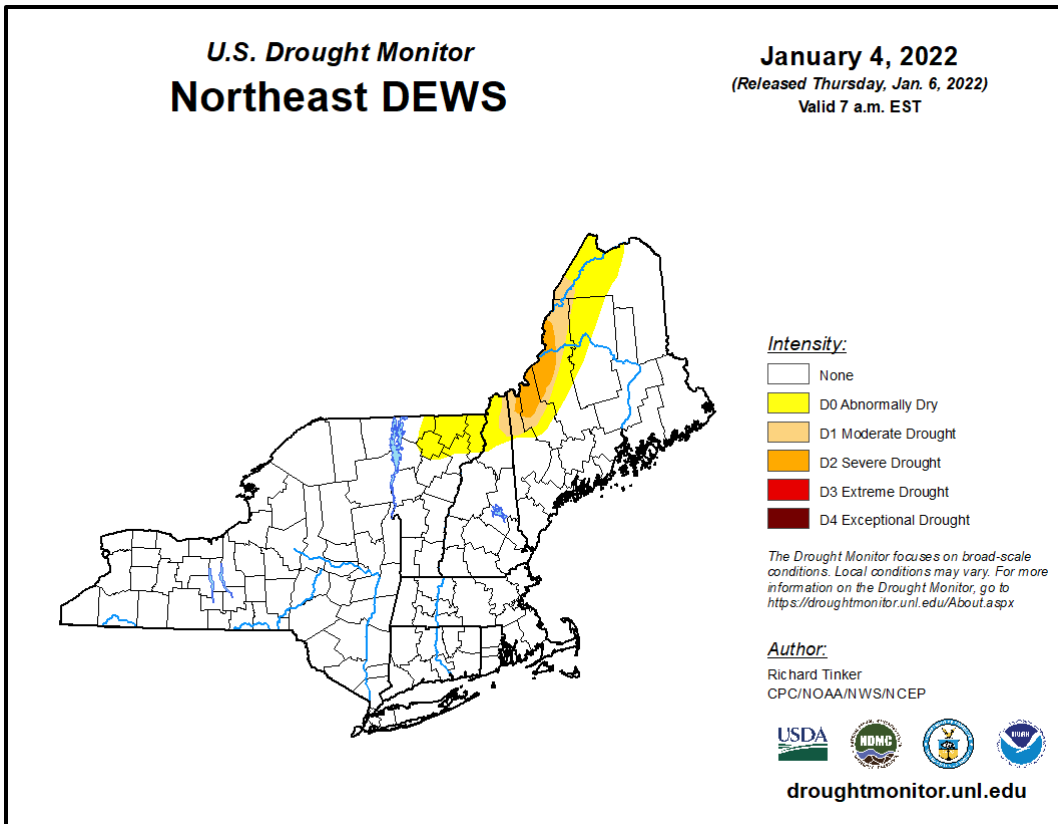 U.S. Drought Monitor
Northeast DEWS
January 4, 2022
(Released Thursday, Jan. 6, 2022)
Valid 7 a.m. EST
Intensity:
None
D0 Abnormally Dry
D1 Moderate Drought
D2 Severe Drought
D3 Extreme Drought
D4 Exceptional Drought
The Drought Monitor focuses on broad-scale
conditions. Local conditions may vary. For more
information on the Drought Monitor, go to
https://droughtmonitor.unl.edu/About.aspx
Author:
Richard Tinker
CPC/NOAA/NWS/NCEP
USDA
NDMC
NOAA
droughtmonitor.unl.edu